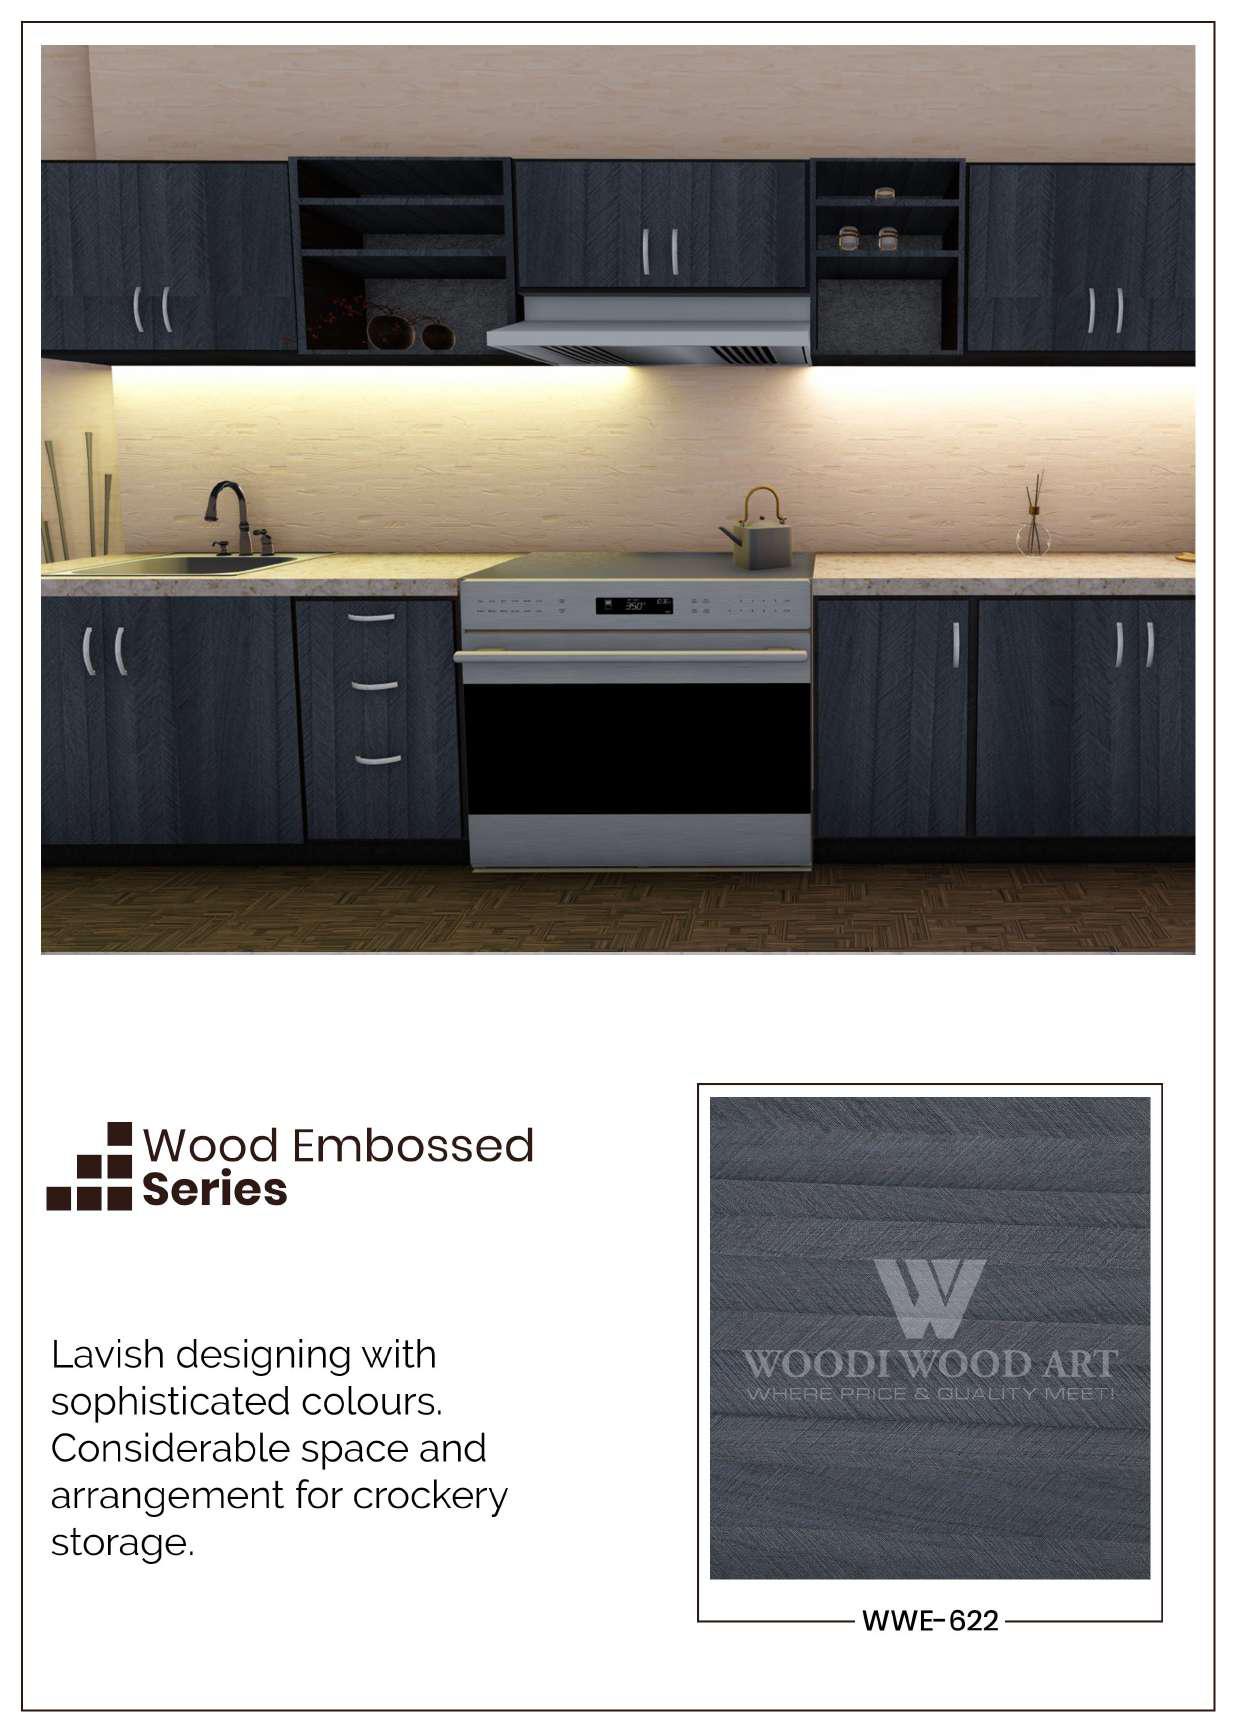 350°
Wood Embossed
Series
Lavish designing with
sophisticated colours.
Considerable space and
arrangement for crockery
storage.
WOODI WOOD ART
WHERE PRICE & QUALITY MEET!
WWE-622